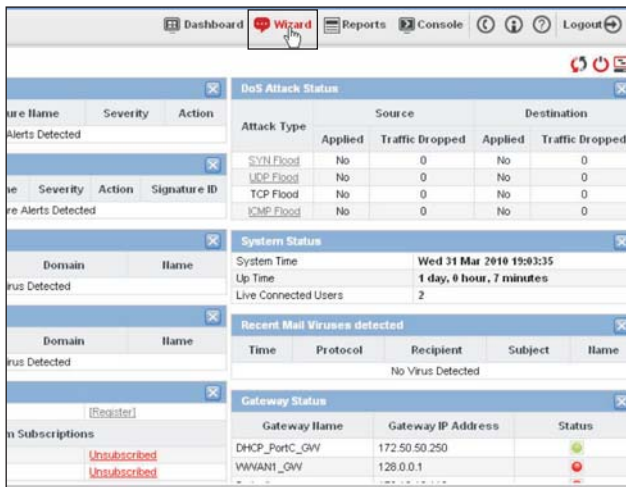 Dashboard Wizard Reports Console Logout
ure Name Severity Action
Alerts Detected
ne Severity Action Signature ID
re Alerts Detected
Domain Name
irus Detected
Domain Name
irus Detected
[Register]
n Subscriptions
Unsubscribed
Unsubscribed
DoS Attack Status
Attack Type Source Destination
Applied Traffic Dropped Applied Traffic Dropped
SYN Flood No 0 No 0
UDP Flood No 0 No 0
TCP Flood No 0 No 0
ICMP Flood No 0 No 0
System Status
System Time Wed 31 Mar 2010 19:03:35
Up Time 1 day, 0 hour, 7 minutes
Live Connected Users 2
Recent Mail Viruses detected
Time Protocol Recipient Subject Name
No Virus Detected
Gateway Status
Gateway Name Gateway IP Address Status
DHCP_PortC_GW 172.50.50.250
WWAN1_GW 128.0.0.1